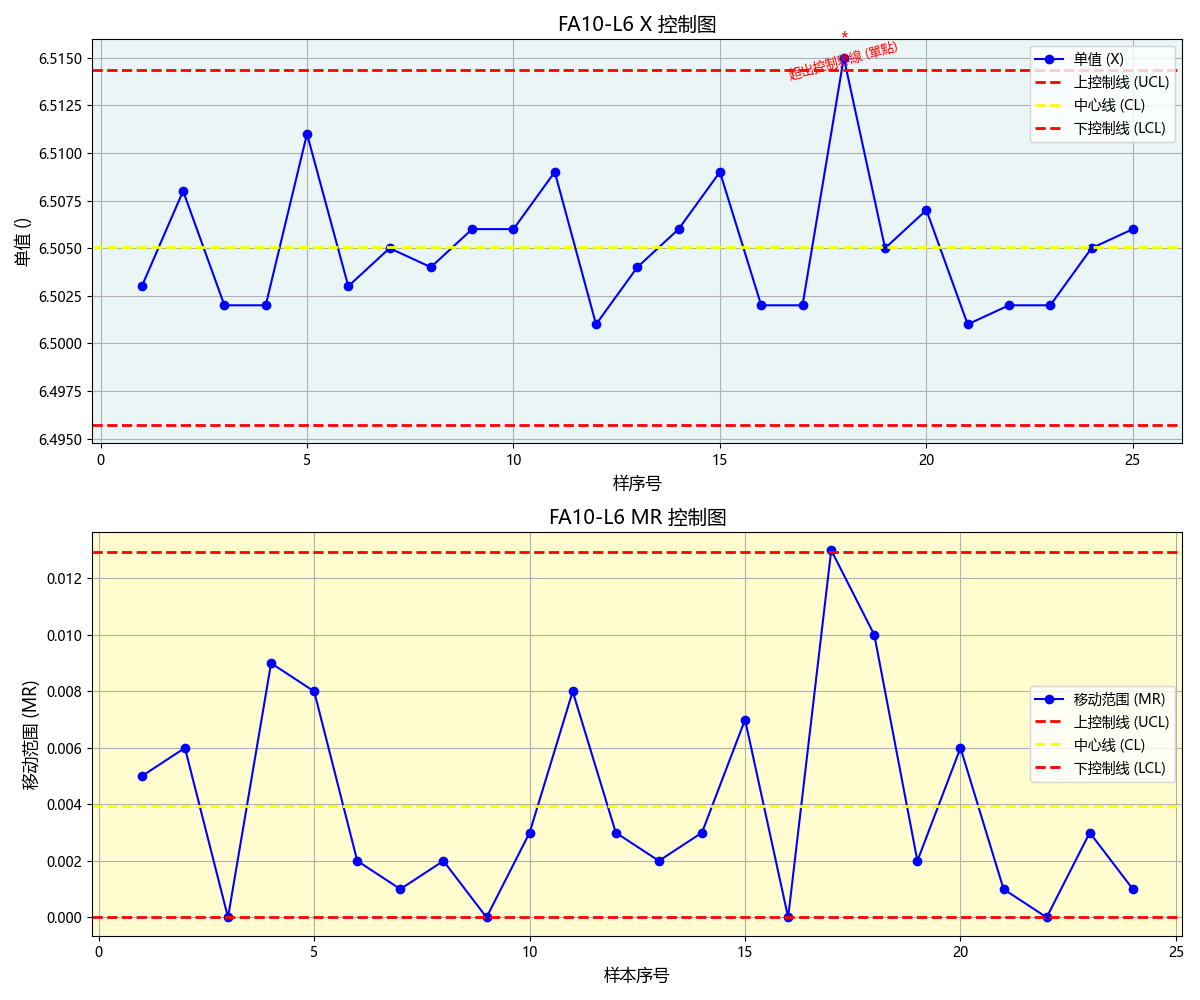 FA10-L6 X 控制图
*
超出控制界線 (單點)
单值 (X)
上控制线 (UCL)
中心线 (CL)
下控制线 (LCL)
单值 ()
6.5150
6.5125
6.5100
6.5075
6.5050
6.5025
6.5000
6.4975
6.4950
0 5 10 15 20 25
样序号
FA10-L6 MR 控制图
移动范围 (MR)
上控制线 (UCL)
中心线 (CL)
下控制线 (LCL)
移动范围 (MR)
0.012
0.010
0.008
0.006
0.004
0.002
0.000
0 5 10 15 20 25
样本序号